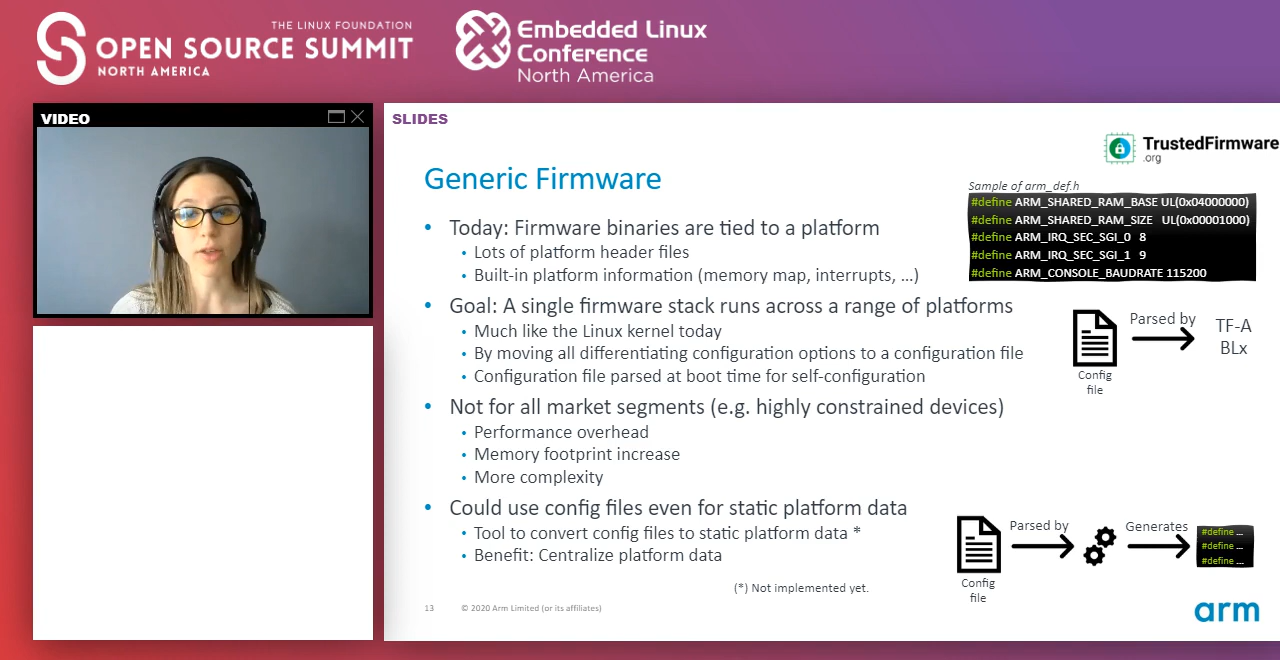 THE LINUX FOUNDATION
OPEN SOURCE SUMMIT
NORTH AMERICA
Embedded Linux
Conference
North America
VIDEO
SLIDES
TrustedFirmware
.org
Generic Firmware
Sample of arm_def.h
#define ARM_SHARED_RAM_BASE UL(0x04000000)
#define ARM_SHARED_RAM_SIZE UL(0x00001000)
#define ARM_IRQ_SEC_SGI_0 8
#define ARM_IRQ_SEC_SGI_1 9
#define ARM_CONSOLE_BAUDRATE 115200
• Today: Firmware binaries are tied to a platform
• Lots of platform header files
• Built-in platform information (memory map, interrupts, …)
• Goal: A single firmware stack runs across a range of platforms
• Much like the Linux kernel today
• By moving all differentiating configuration options to a configuration file
• Configuration file parsed at boot time for self-configuration
Parsed by
TF-A
BLx
Config
file
• Not for all market segments (e.g. highly constrained devices)
• Performance overhead
• Memory footprint increase
• More complexity
• Could use config files even for static platform data
• Tool to convert config files to static platform data *
• Benefit: Centralize platform data
Parsed by
Generates
#define ...
#define ...
#define ...
Config
file
(*) Not implemented yet.
13 © 2020 Arm Limited (or its affiliates)
arm